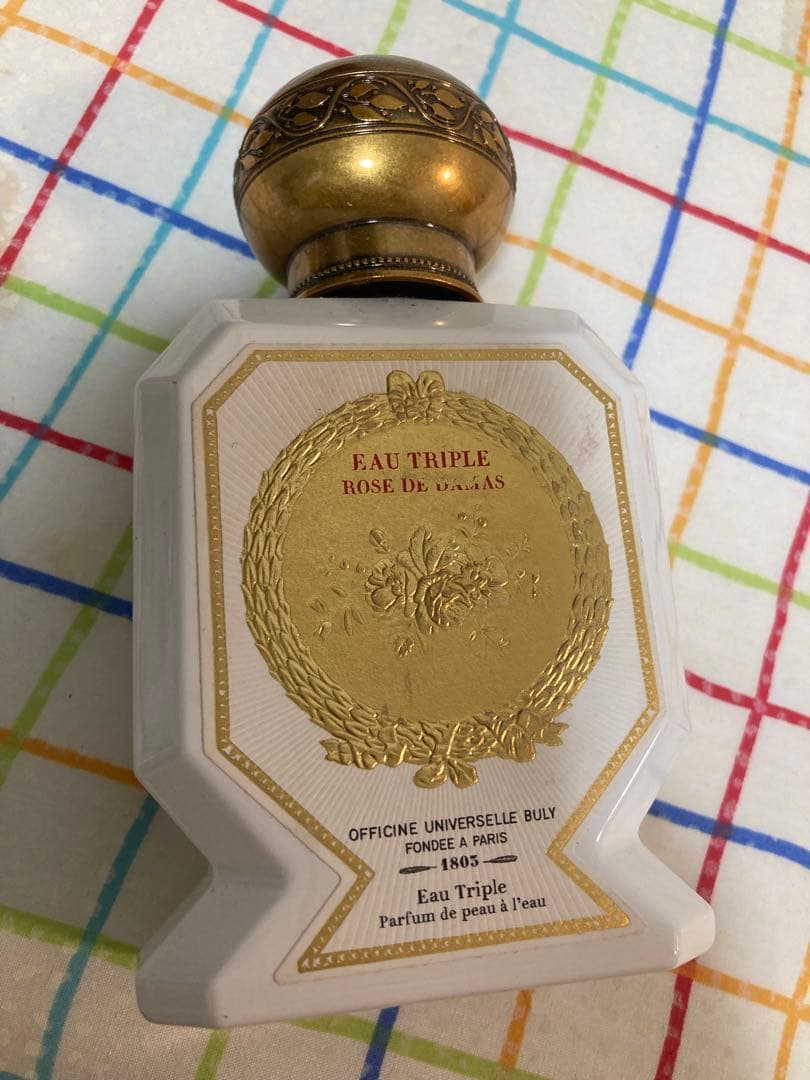 EAU TRIPLE
ROSE DE DAMAS
OFFICINE UNIVERSELLE BULY
FONDEE A PARIS
1803
Eau Triple
Parfum de peau à l'eau